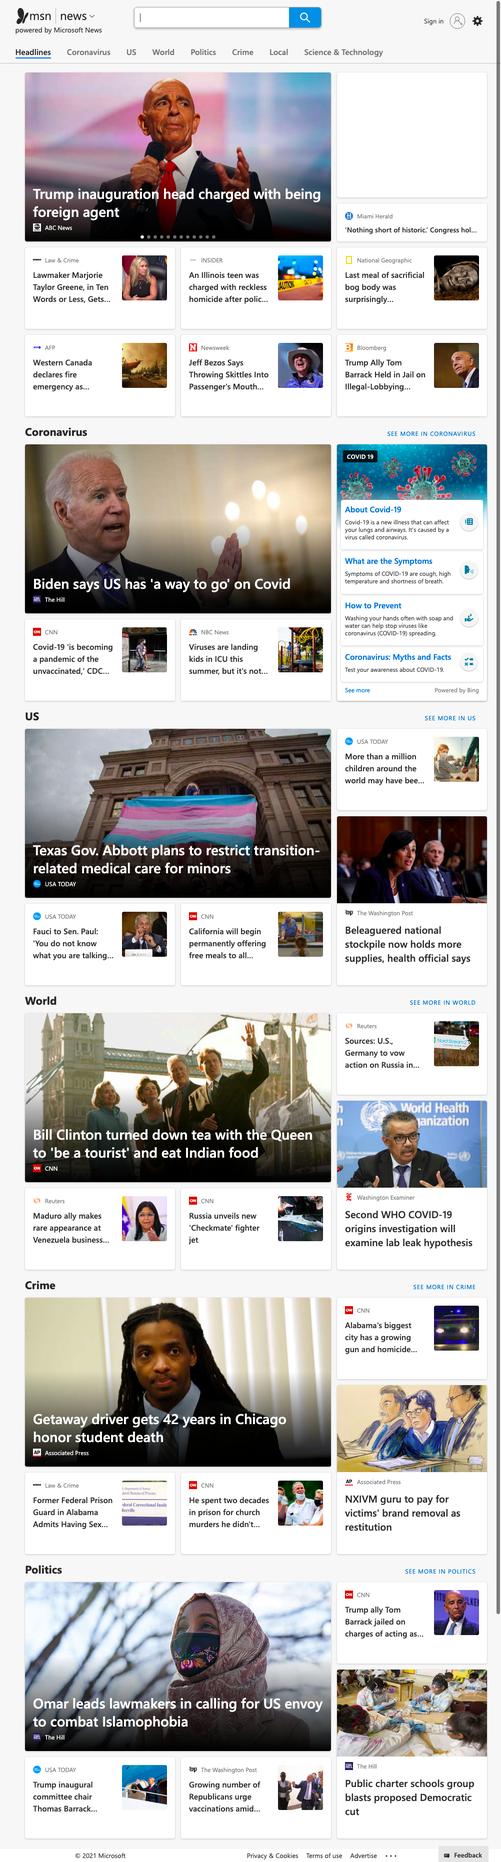 msn | news
powered by Microsoft News
Sign in
Headlines
Coronavirus
US
World
Politics
Crime
Local
Science & Technology
Trump inauguration head charged with being
foreign agent
ABC News
Miami Herald
'Nothing short of historic.' Congress hol...
Law & Crime
Lawmaker Marjorie
Taylor Greene, in Ten
Words or Less, Gets...
INSIDER
An Illinois teen was
charged with reckless
homicide after polic...
National Geographic
Last meal of sacrificial
bog body was
surprisingly...
AFP
Western Canada
declares fire
emergency as...
Newsweek
Jeff Bezos Says
Throwing Skittles Into
Passenger's Mouth...
Bloomberg
Trump Ally Tom
Barrack Held in Jail on
Illegal-Lobbying...
Coronavirus
SEE MORE IN CORONAVIRUS
Biden says US has 'a way to go' on Covid
The Hill
COVID 19
About Covid-19
Covid-19 is a new illness that can affect
your lungs and airways. It's caused by a
virus called coronavirus.
What are the Symptoms
Symptoms of COVID-19 are cough, high
temperature and shortness of breath.
How to Prevent
Washing your hands often with soap and
water can help stop viruses like
coronavirus (COVID-19) spreading.
Coronavirus: Myths and Facts
Test your awareness about COVID-19.
See more
Powered by Bing
CNN
Covid-19 'is becoming
a pandemic of the
unvaccinated,' CDC...
NBC News
Viruses are landing
kids in ICU this
summer, but it's not...
US
SEE MORE IN US
Texas Gov. Abbott plans to restrict transition-
related medical care for minors
USA TODAY
USA TODAY
More than a million
children around the
world may have bee...
The Washington Post
Beleaguered national
stockpile now holds more
supplies, health official says
USA TODAY
Fauci to Sen. Paul:
'You do not know
what you are talking...
CNN
California will begin
permanently offering
free meals to all...
World
SEE MORE IN WORLD
Bill Clinton turned down tea with the Queen
to 'be a tourist' and eat Indian food
CNN
Reuters
Sources: U.S.,
Germany to vow
action on Russia in...
World Health
Washington Examiner
Second WHO COVID-19
origins investigation will
examine lab leak hypothesis
Reuters
Maduro ally makes
rare appearance at
Venezuela business...
CNN
Russia unveils new
'Checkmate' fighter
jet
Crime
SEE MORE IN CRIME
Getaway driver gets 42 years in Chicago
honor student death
Associated Press
CNN
Alabama's biggest
city has a growing
gun and homicide...
Associated Press
NXIVM guru to pay for
victims' brand removal as
restitution
Law & Crime
Former Federal Prison
Guard in Alabama
Admits Having Sex...
CNN
He spent two decades
in prison for church
murders he didn't...
Politics
SEE MORE IN POLITICS
Omar leads lawmakers in calling for US envoy
to combat Islamophobia
The Hill
CNN
Trump ally Tom
Barrack jailed on
charges of acting as...
The Hill
Public charter schools group
blasts proposed Democratic
cut
USA TODAY
Trump inaugural
committee chair
Thomas Barrack...
The Washington Post
Growing number of
Republicans urge
vaccinations amid...
© 2021 Microsoft
Privacy & Cookies
Terms of use
Advertise
Feedback